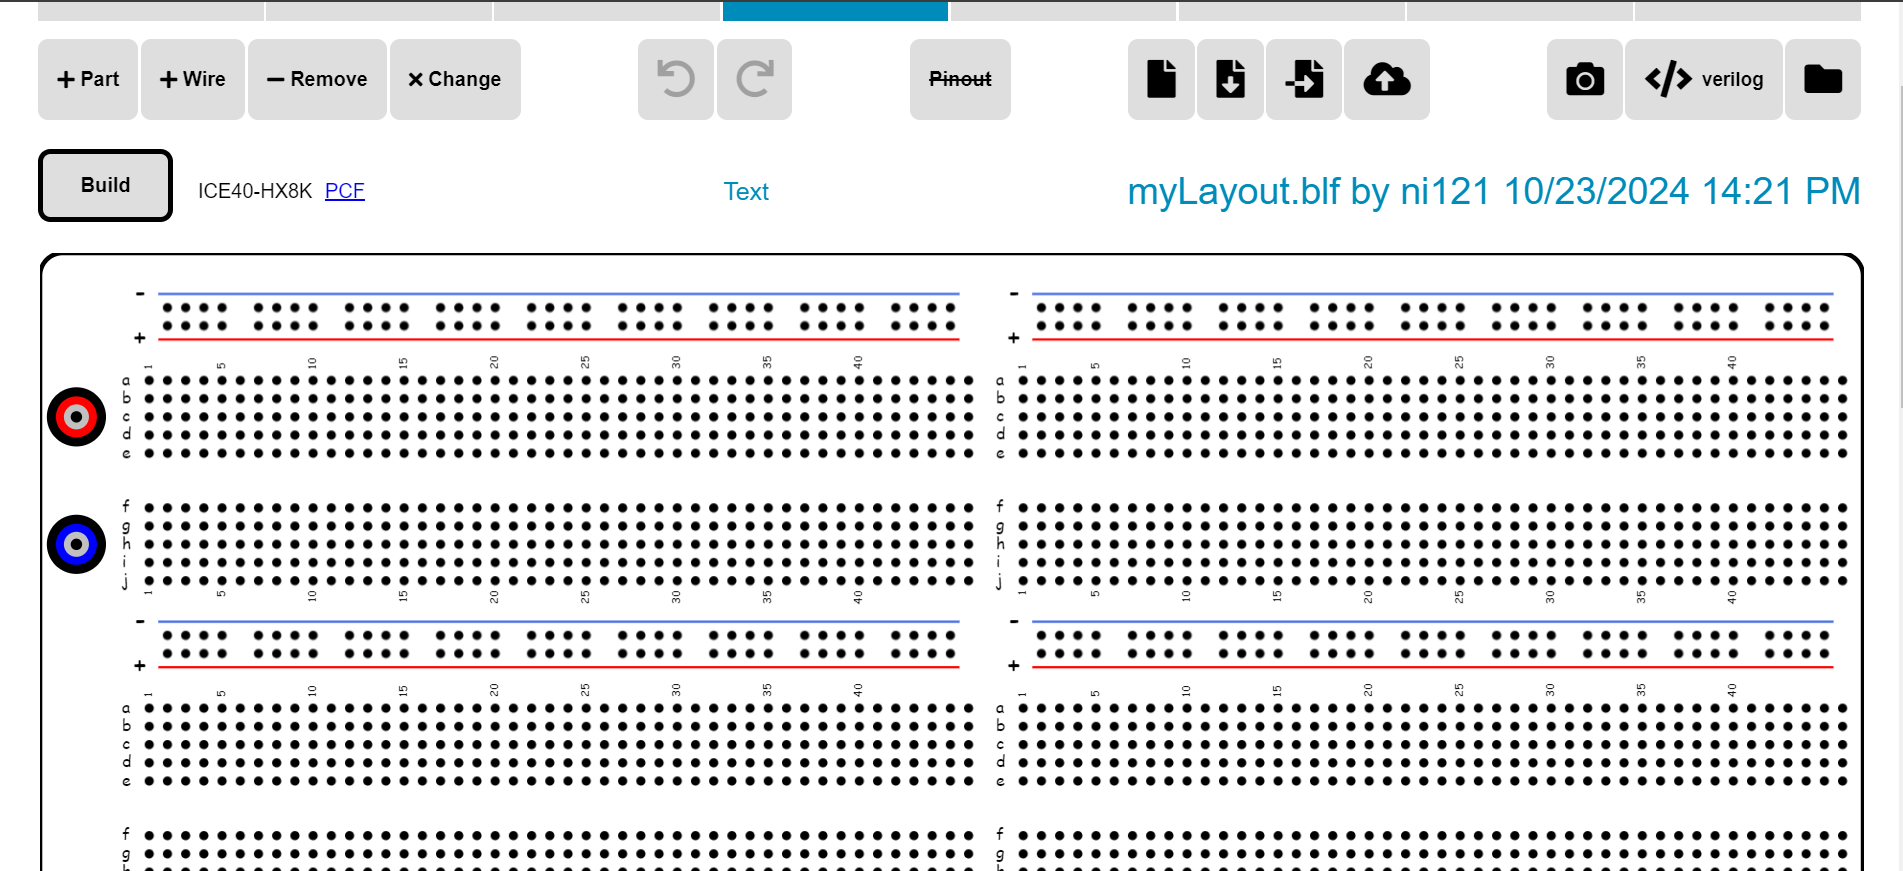 Part Wire Remove Change Pinout verilog
Build ICE40-HX8K PCF Text myLayout.blf by ni121 10/23/2024 14:21 PM
- -
+ +
1 5 10 15 20 25 30 35 40 1 5 10 15 20 25 30 35 40
a a
b b
c c
d d
e e
f f
g g
h h
i i
j j
1 5 10 15 20 25 30 35 40 1 5 10 15 20 25 30 35 40
- -
+ +
1 5 10 15 20 25 30 35 40 1 5 10 15 20 25 30 35 40
a a
b b
c c
d d
e e
f f
g g